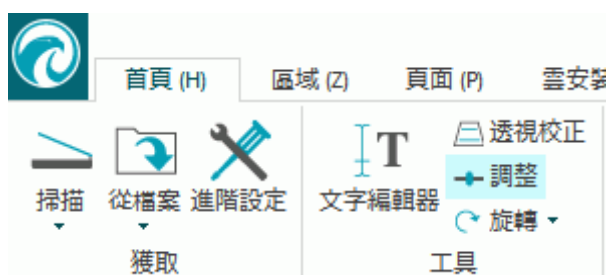 首頁 (H) 區域 (Z) 頁面 (P) 雲安裝
掃描 從檔案 進階設定
獲取
文字編輯器
透視校正
調整
旋轉
工具